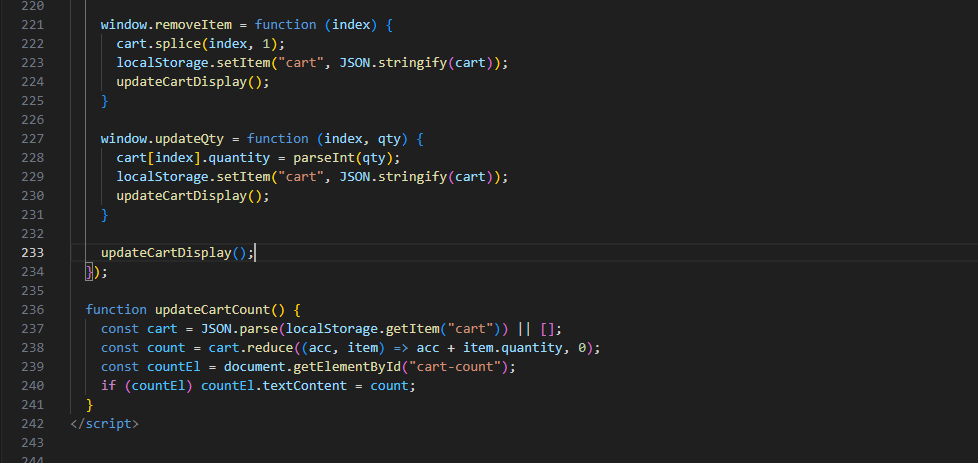 220
221 window.removeItem = function (index) {
222 cart.splice(index, 1);
223 localStorage.setItem("cart", JSON.stringify(cart));
224 updateCartDisplay();
225 }
226
227 window.updateQty = function (index, qty) {
228 cart[index].quantity = parseInt(qty);
229 localStorage.setItem("cart", JSON.stringify(cart));
230 updateCartDisplay();
231 }
232
233 updateCartDisplay();
234 });
235
236 function updateCartCount() {
237 const cart = JSON.parse(localStorage.getItem("cart")) || [];
238 const count = cart.reduce((acc, item) => acc + item.quantity, 0);
239 const countEl = document.getElementById("cart-count");
240 if (countEl) countEl.textContent = count;
241 }
242 </script>
243
244